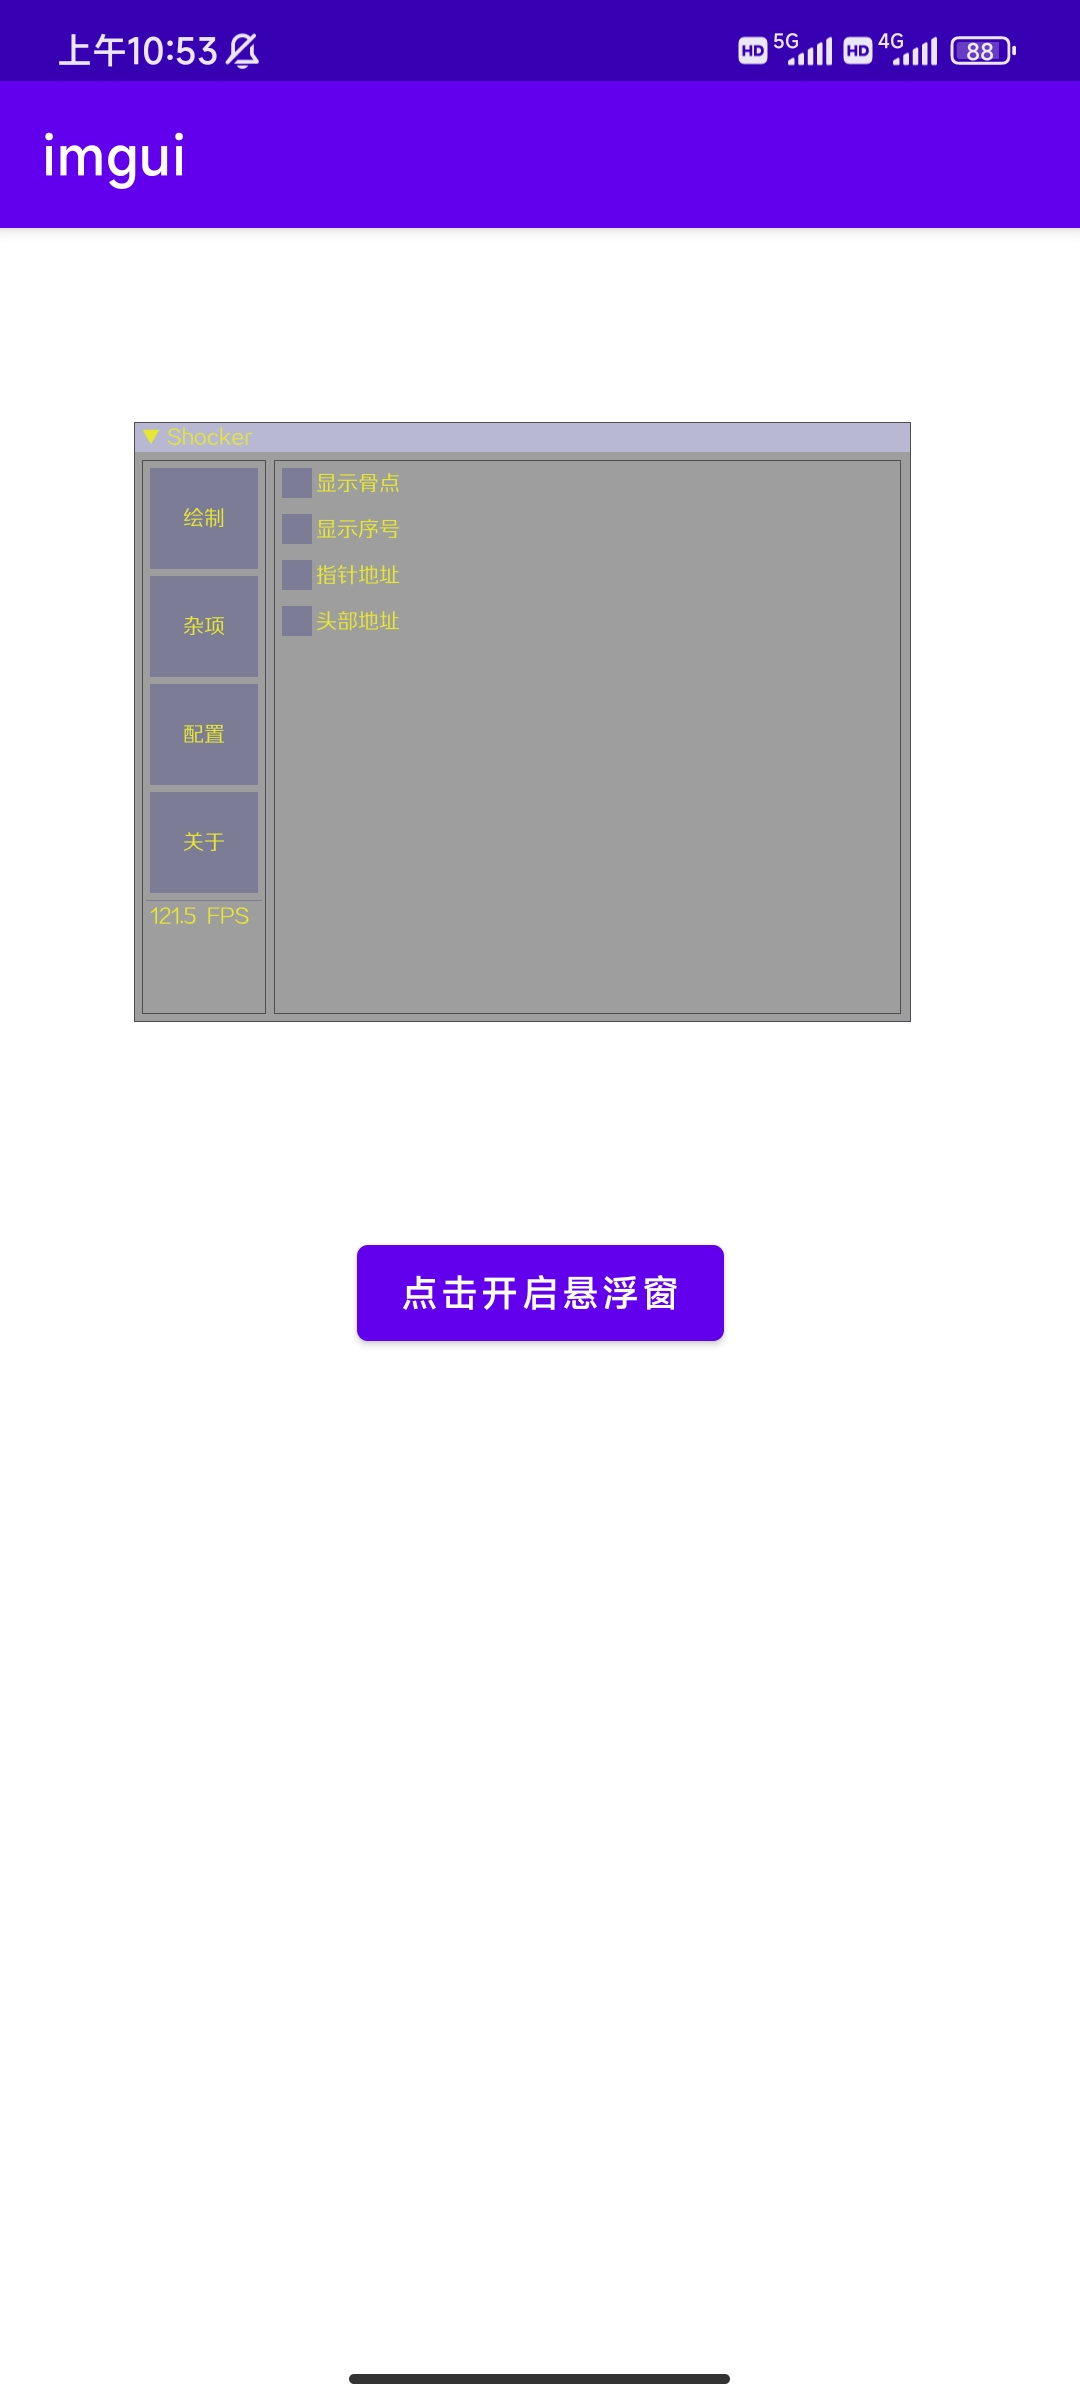 上午10:53
HD 5G HD 4G 88
imgui
▼ Shocker
绘制
杂项
配置
关于
121.5 FPS
显示骨点
显示序号
指针地址
头部地址
点击开启悬浮窗